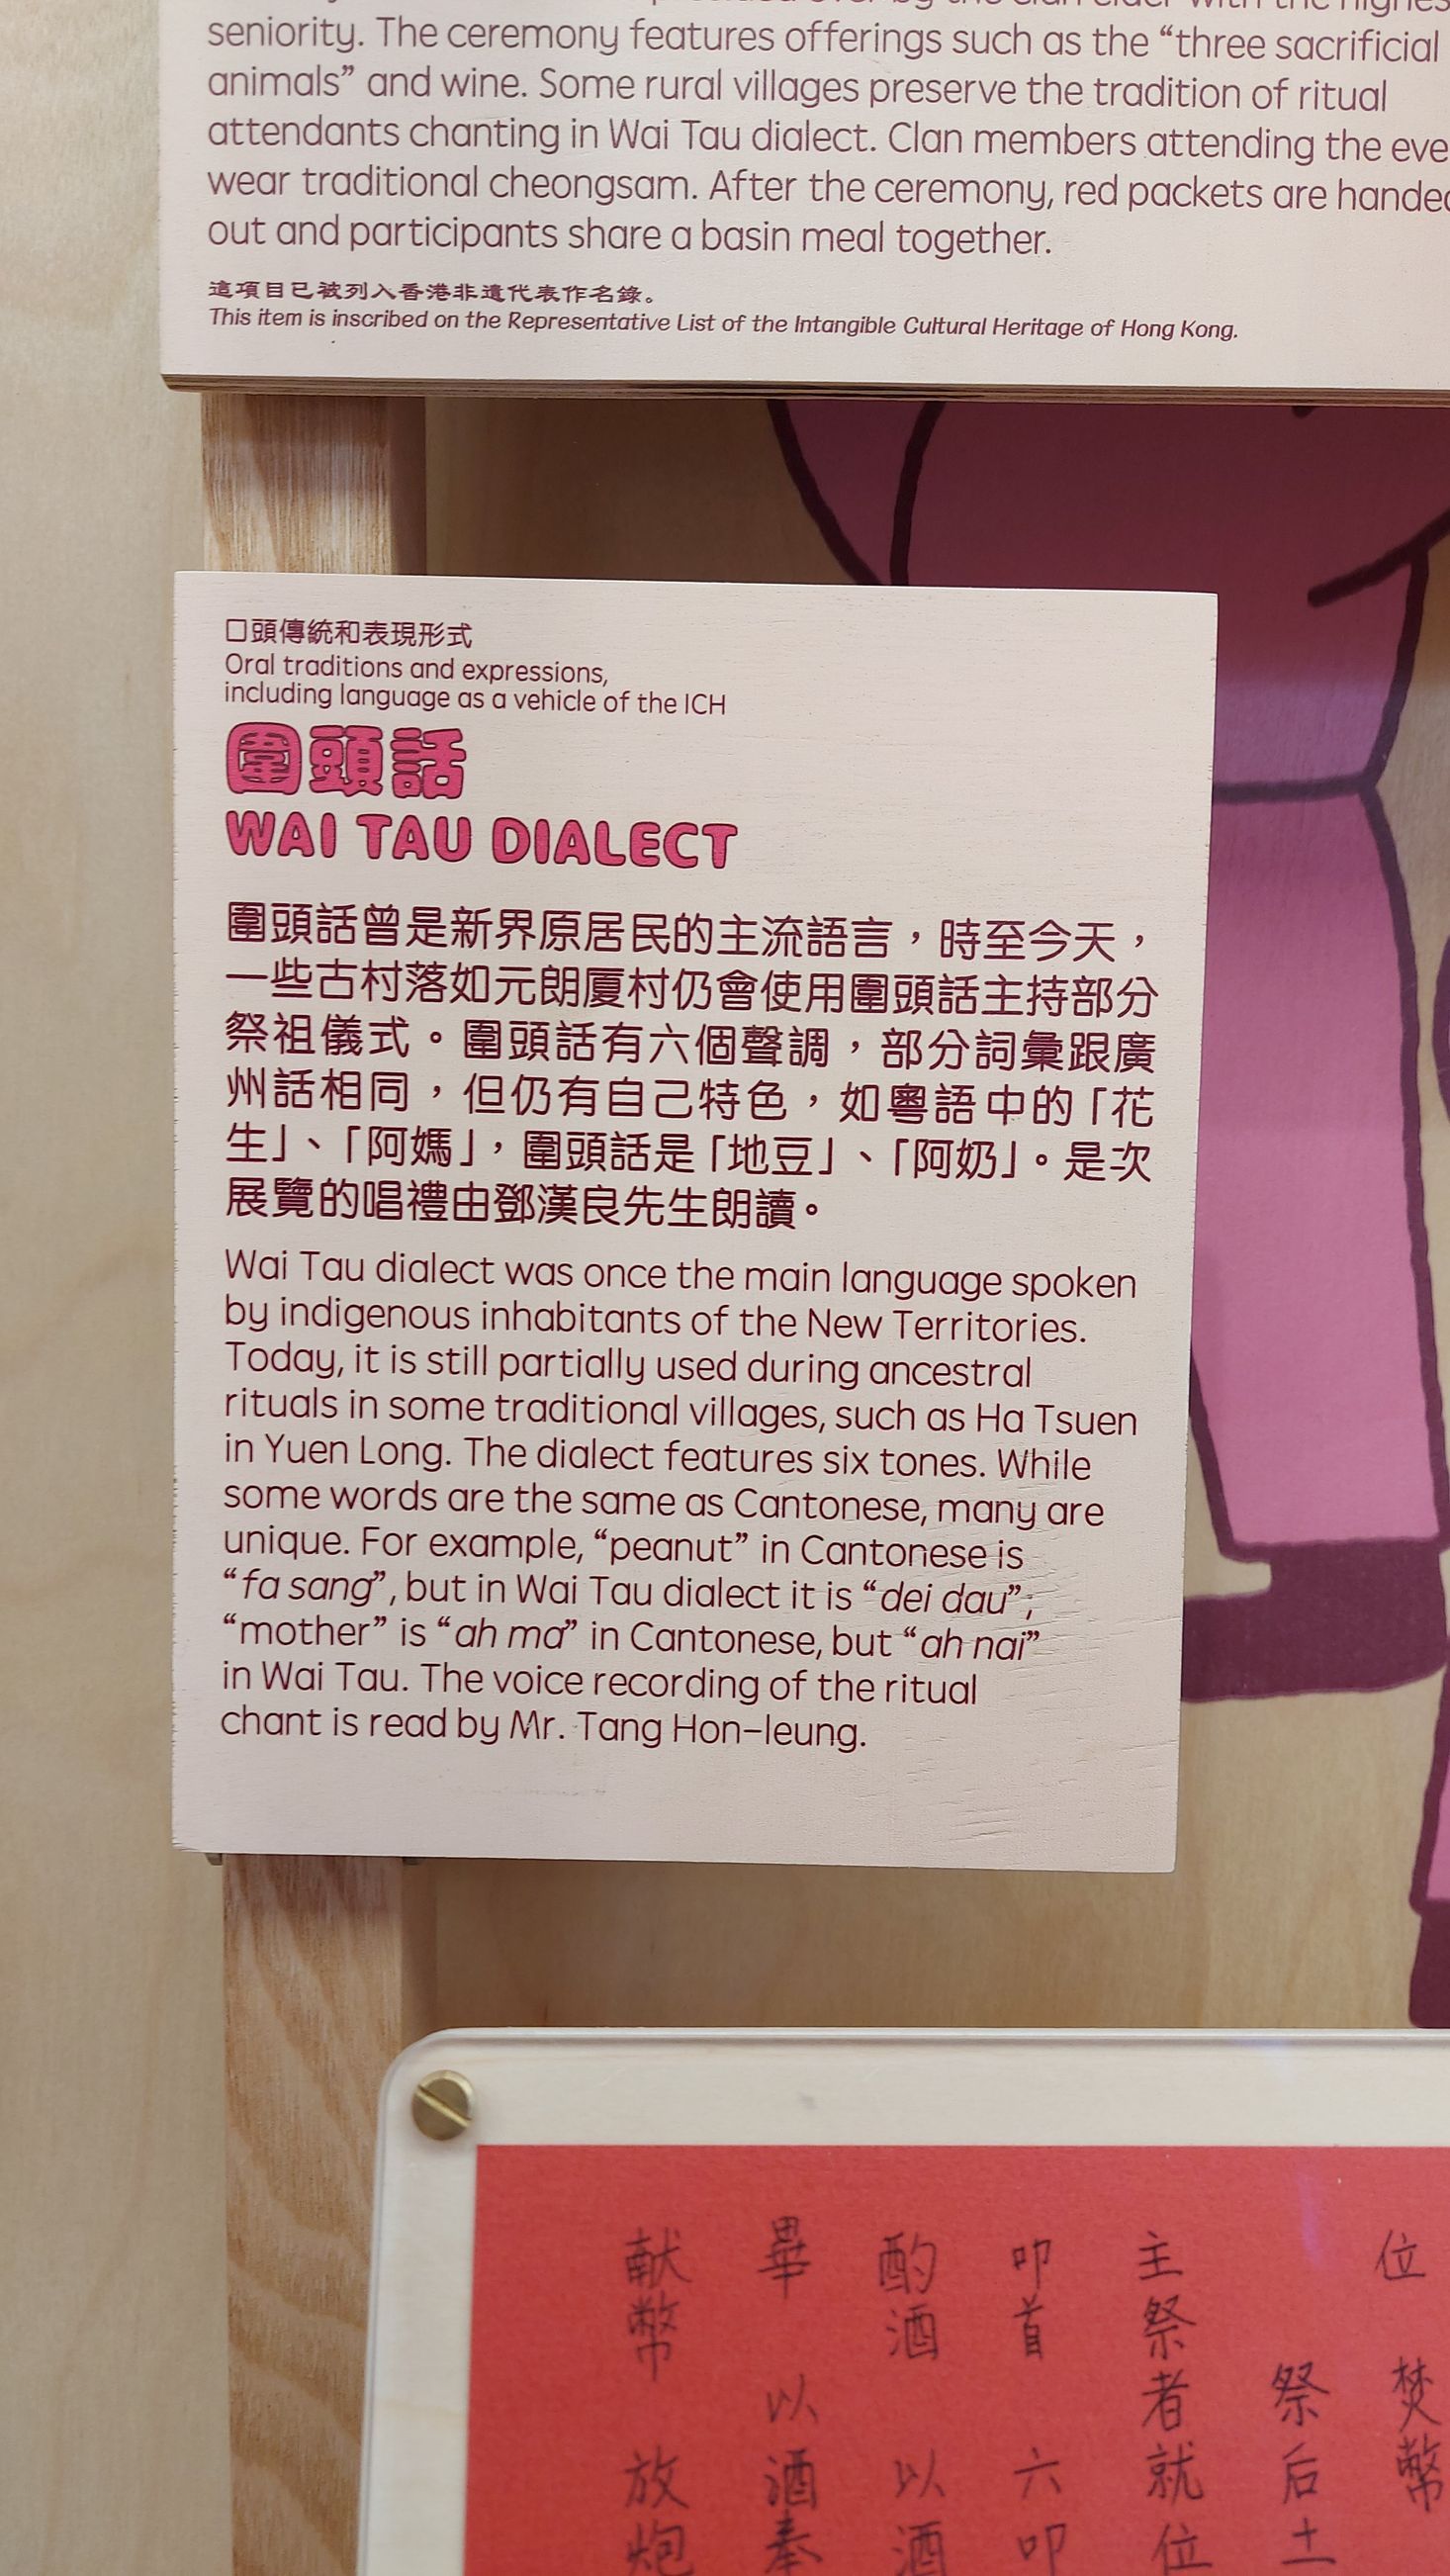 seniority. The ceremony features offerings such as the “three sacrificial
animals” and wine. Some rural villages preserve the tradition of ritual
attendants chanting in Wai Tau dialect. Clan members attending the eve
wear traditional cheongsam. After the ceremony, red packets are handed
out and participants share a basin meal together.
這項目已被列入香港非遺代表作名錄。
This item is inscribed on the Representative List of the Intangible Cultural Heritage of Hong Kong.
口頭傳統和表現形式
Oral traditions and expressions,
including language as a vehicle of the ICH
圍頭話
WAI TAU DIALECT
圍頭話曾是新界原居民的主流語言，時至今天，
一些古村落如元朗厦村仍會使用圍頭話主持部分
祭祖儀式。圍頭話有六個聲調，部分詞彙跟廣
州話相同，但仍有自己特色，如粵語中的「花
生」、「阿媽」，圍頭話是「地豆」、「阿奶」。是次
展覽的唱禮由鄧漢良先生朗讀。
Wai Tau dialect was once the main language spoken
by indigenous inhabitants of the New Territories.
Today, it is still partially used during ancestral
rituals in some traditional villages, such as Ha Tsuen
in Yuen Long. The dialect features six tones. While
some words are the same as Cantonese, many are
unique. For example, “peanut” in Cantonese is
“fa sang”, but in Wai Tau dialect it is “dei dau”;
“mother” is “ah ma” in Cantonese, but “ah nai”
in Wai Tau. The voice recording of the ritual
chant is read by Mr. Tang Hon-leung.
位 焚幣
祭后土
主祭者就位
叩首 六叩
酌酒 以酒
畢 以酒奉
献幣 放炮